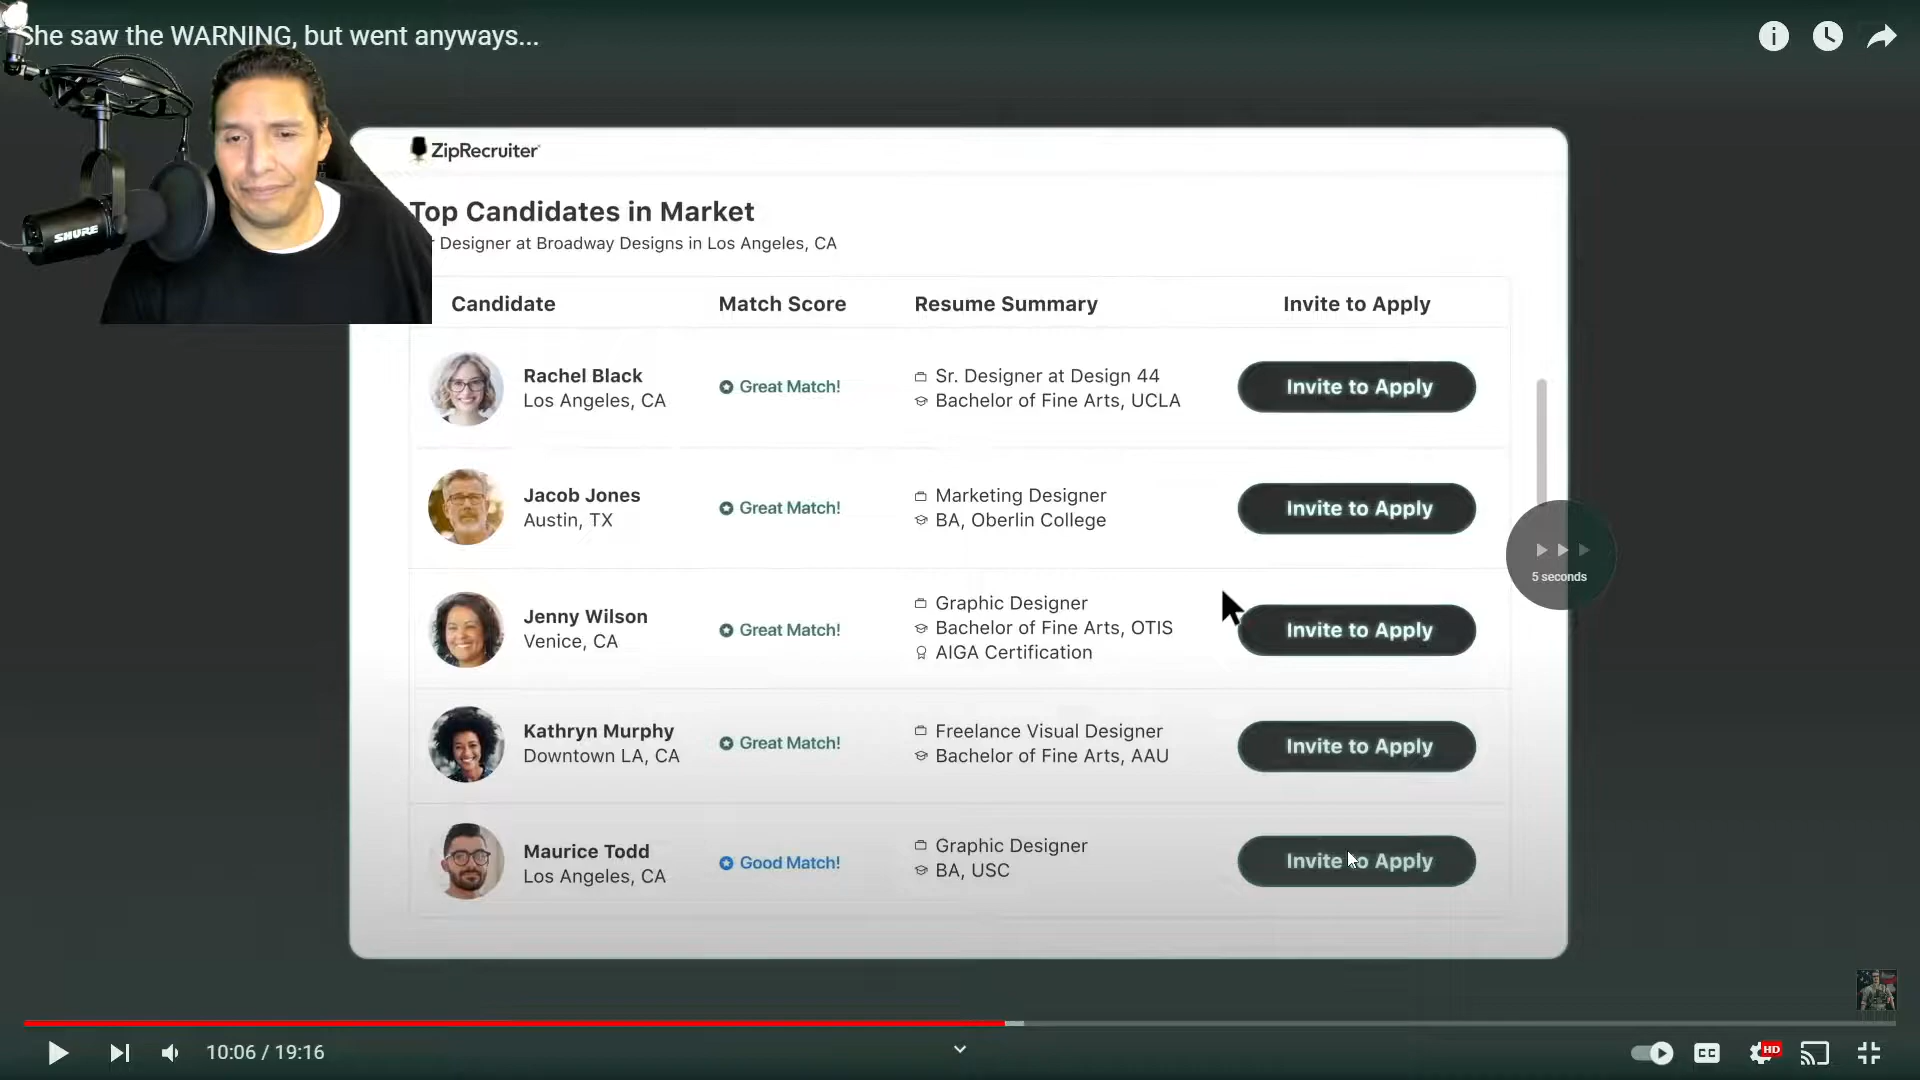 She saw the WARNING, but went anyways...
SHURE
ZipRecruiter
Top Candidates in Market
Designer at Broadway Designs in Los Angeles, CA
Candidate Match Score Resume Summary Invite to Apply
Rachel Black
Los Angeles, CA
Great Match!
Sr. Designer at Design 44
Bachelor of Fine Arts, UCLA
Invite to Apply
Jacob Jones
Austin, TX
Great Match!
Marketing Designer
BA, Oberlin College
Invite to Apply
5 seconds
Jenny Wilson
Venice, CA
Great Match!
Graphic Designer
Bachelor of Fine Arts, OTIS
AIGA Certification
Invite to Apply
Kathryn Murphy
Downtown LA, CA
Great Match!
Freelance Visual Designer
Bachelor of Fine Arts, AAU
Invite to Apply
Maurice Todd
Los Angeles, CA
Good Match!
Graphic Designer
BA, USC
Invite to Apply
10:06 / 19:16
CC
HD